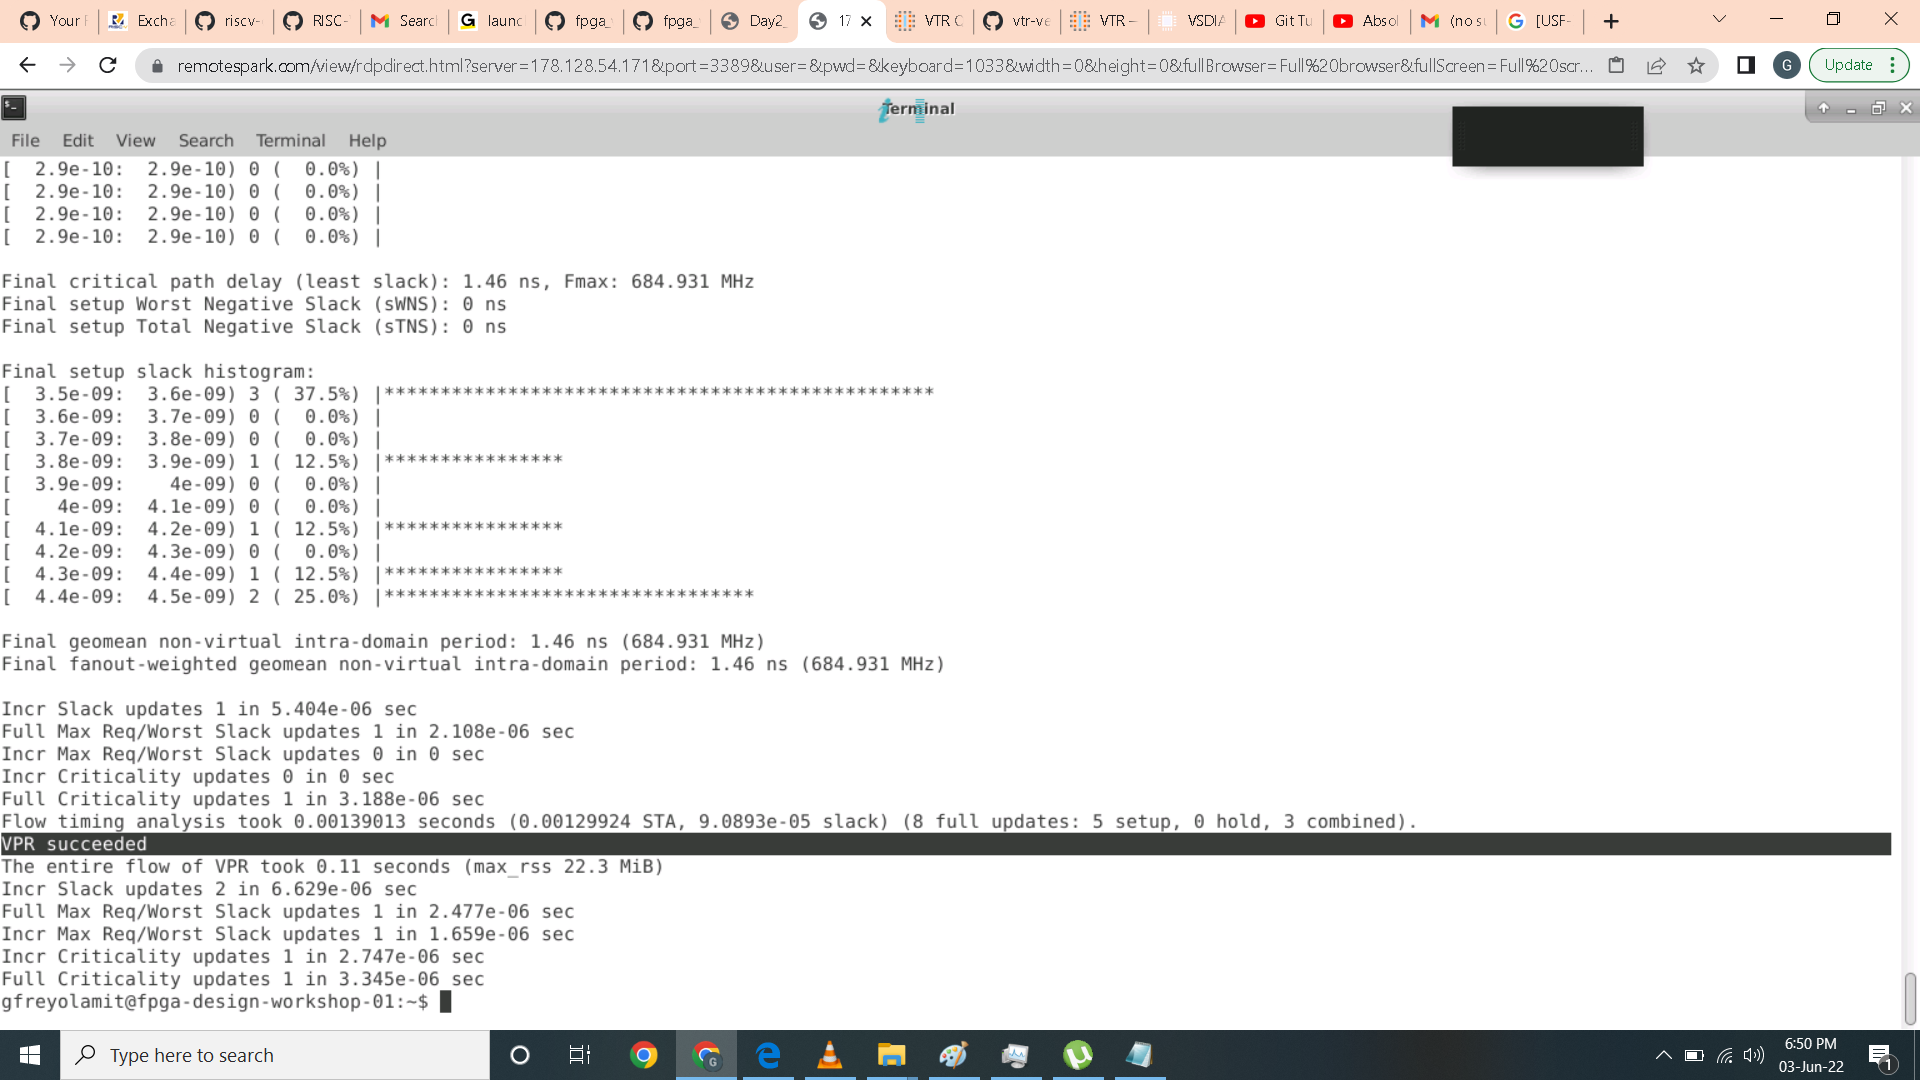 Your F
Excha
riscv-
RISC-
Searc
launc
fpga_
fpga_
Day2_
17
VTR C
vtr-ve
VTR —
VSDIA
Git Tu
Abso
(no su
[USF-
remotespark.com/view/rdpdirect.html?server=178.128.54.171&port=3389&user=&pwd=&keyboard=1033&width=0&height=0&fullBrowser=Full%20browser&fullScreen=Full%20scr...
G
Update
Terminal
File Edit View Search Terminal Help
[  2.9e-10:  2.9e-10) 0 (  0.0%) |
[  2.9e-10:  2.9e-10) 0 (  0.0%) |
[  2.9e-10:  2.9e-10) 0 (  0.0%) |
[  2.9e-10:  2.9e-10) 0 (  0.0%) |
Final critical path delay (least slack): 1.46 ns, Fmax: 684.931 MHz
Final setup Worst Negative Slack (sWNS): 0 ns
Final setup Total Negative Slack (sTNS): 0 ns
Final setup slack histogram:
[  3.5e-09:  3.6e-09) 3 ( 37.5%) |*************************************************
[  3.6e-09:  3.7e-09) 0 (  0.0%) |
[  3.7e-09:  3.8e-09) 0 (  0.0%) |
[  3.8e-09:  3.9e-09) 1 ( 12.5%) |****************
[  3.9e-09:    4e-09) 0 (  0.0%) |
[    4e-09:  4.1e-09) 0 (  0.0%) |
[  4.1e-09:  4.2e-09) 1 ( 12.5%) |****************
[  4.2e-09:  4.3e-09) 0 (  0.0%) |
[  4.3e-09:  4.4e-09) 1 ( 12.5%) |****************
[  4.4e-09:  4.5e-09) 2 ( 25.0%) |*********************************
Final geomean non-virtual intra-domain period: 1.46 ns (684.931 MHz)
Final fanout-weighted geomean non-virtual intra-domain period: 1.46 ns (684.931 MHz)
Incr Slack updates 1 in 5.404e-06 sec
Full Max Req/Worst Slack updates 1 in 2.108e-06 sec
Incr Max Req/Worst Slack updates 0 in 0 sec
Incr Criticality updates 0 in 0 sec
Full Criticality updates 1 in 3.188e-06 sec
Flow timing analysis took 0.00139013 seconds (0.00129924 STA, 9.0893e-05 slack) (8 full updates: 5 setup, 0 hold, 3 combined).
VPR succeeded
The entire flow of VPR took 0.11 seconds (max_rss 22.3 MiB)
Incr Slack updates 2 in 6.629e-06 sec
Full Max Req/Worst Slack updates 1 in 2.477e-06 sec
Incr Max Req/Worst Slack updates 1 in 1.659e-06 sec
Incr Criticality updates 1 in 2.747e-06 sec
Full Criticality updates 1 in 3.345e-06 sec
gfreyolamit@fpga-design-workshop-01:~$
Type here to search
6:50 PM
03-Jun-22
1